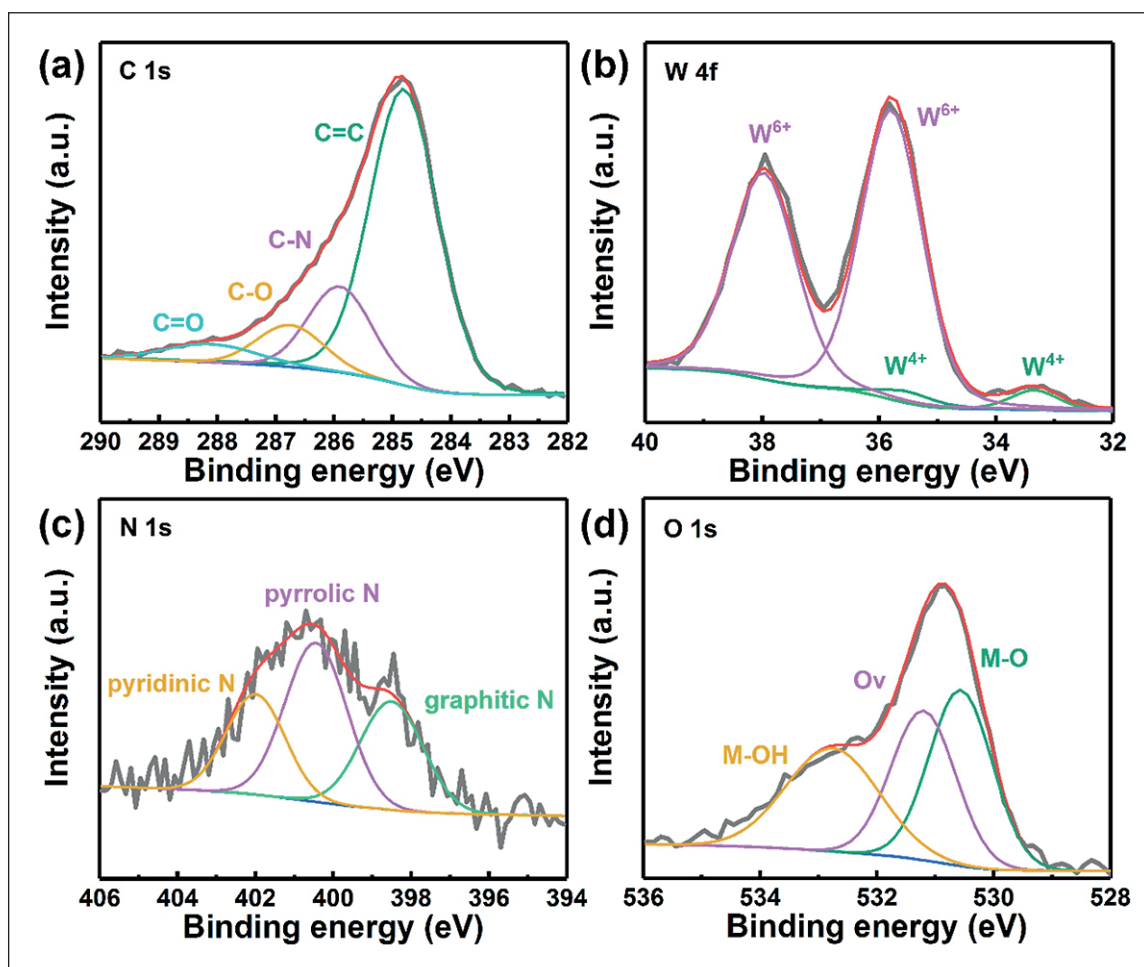 (a)
C 1s
C=C
C-N
C-O
C=O
Intensity (a.u.)
290 289 288 287 286 285 284 283 282
Binding energy (eV)
(b)
W 4f
W6+
W6+
W4+
W4+
Intensity (a.u.)
40 38 36 34 32
Binding energy (eV)
(c)
N 1s
pyrrolic N
pyridinic N
graphitic N
Intensity (a.u.)
406 404 402 400 398 396 394
Binding energy (eV)
(d)
O 1s
M-O
Ov
M-OH
Intensity (a.u.)
536 534 532 530 528
Binding energy (eV)